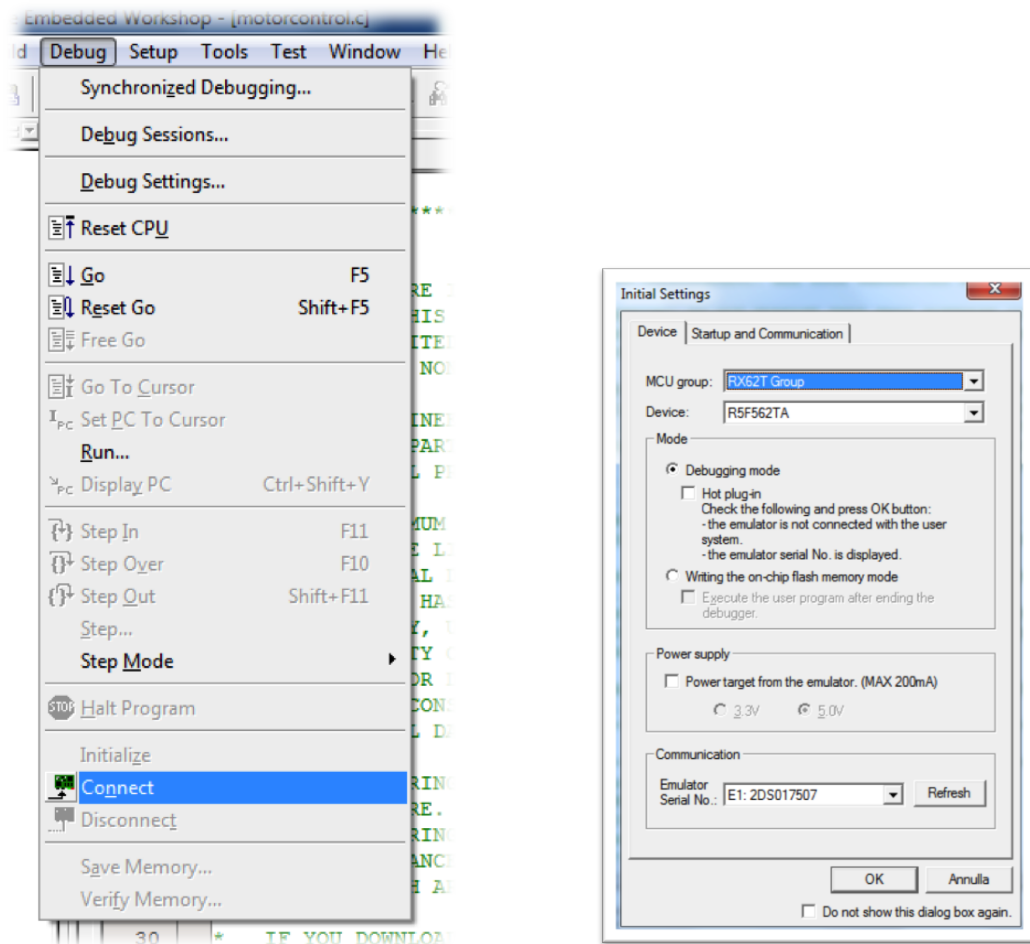 Embedded Workshop - [motorcontrol.c]
Debug Setup Tools Test Window He
Synchronized Debugging...
Debug Sessions...
Debug Settings...
Reset CPU
Go F5
Reset Go Shift+F5
Free Go
Go To Cursor
Set PC To Cursor
Run...
Display PC Ctrl+Shift+Y
Step In F11
Step Over F10
Step Out Shift+F11
Step...
Step Mode
STOP Halt Program
Initialize
Connect
Disconnect
Save Memory...
Verify Memory...
30 * IF YOU DOWNLOA
Initial Settings
Device Startup and Communication
MCU group: RX62T Group
Device: R5F562TA
Mode
Debugging mode
Hot plug-in
Check the following and press OK button:
- the emulator is not connected with the user
system.
- the emulator serial No. is displayed.
Writing the on-chip flash memory mode
Execute the user program after ending the
debugger.
Power supply
Power target from the emulator. (MAX 200mA)
3.3V 5.0V
Communication
Emulator
Serial No.: E1: 2DS017507 Refresh
OK Annulla
Do not show this dialog box again.